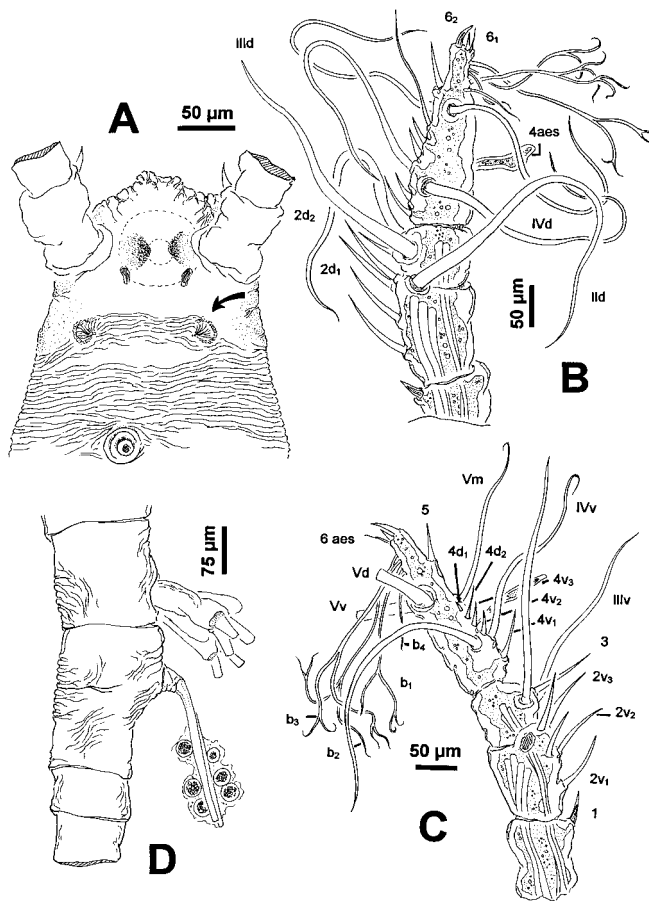 A
50 µm
IIId
2d₂
2d₁
6₂
6₁
4aes
IVd
IId
50 µm
B
D
75 µm
6 aes
5
Vm
IVv
4d₁
4d₂
4v₃
4v₂
4v₁
IIIv
Vd
Vv
3
b₄
2v₃
b₁
2v₂
b₃
b₂
50 µm
2v₁
1
C